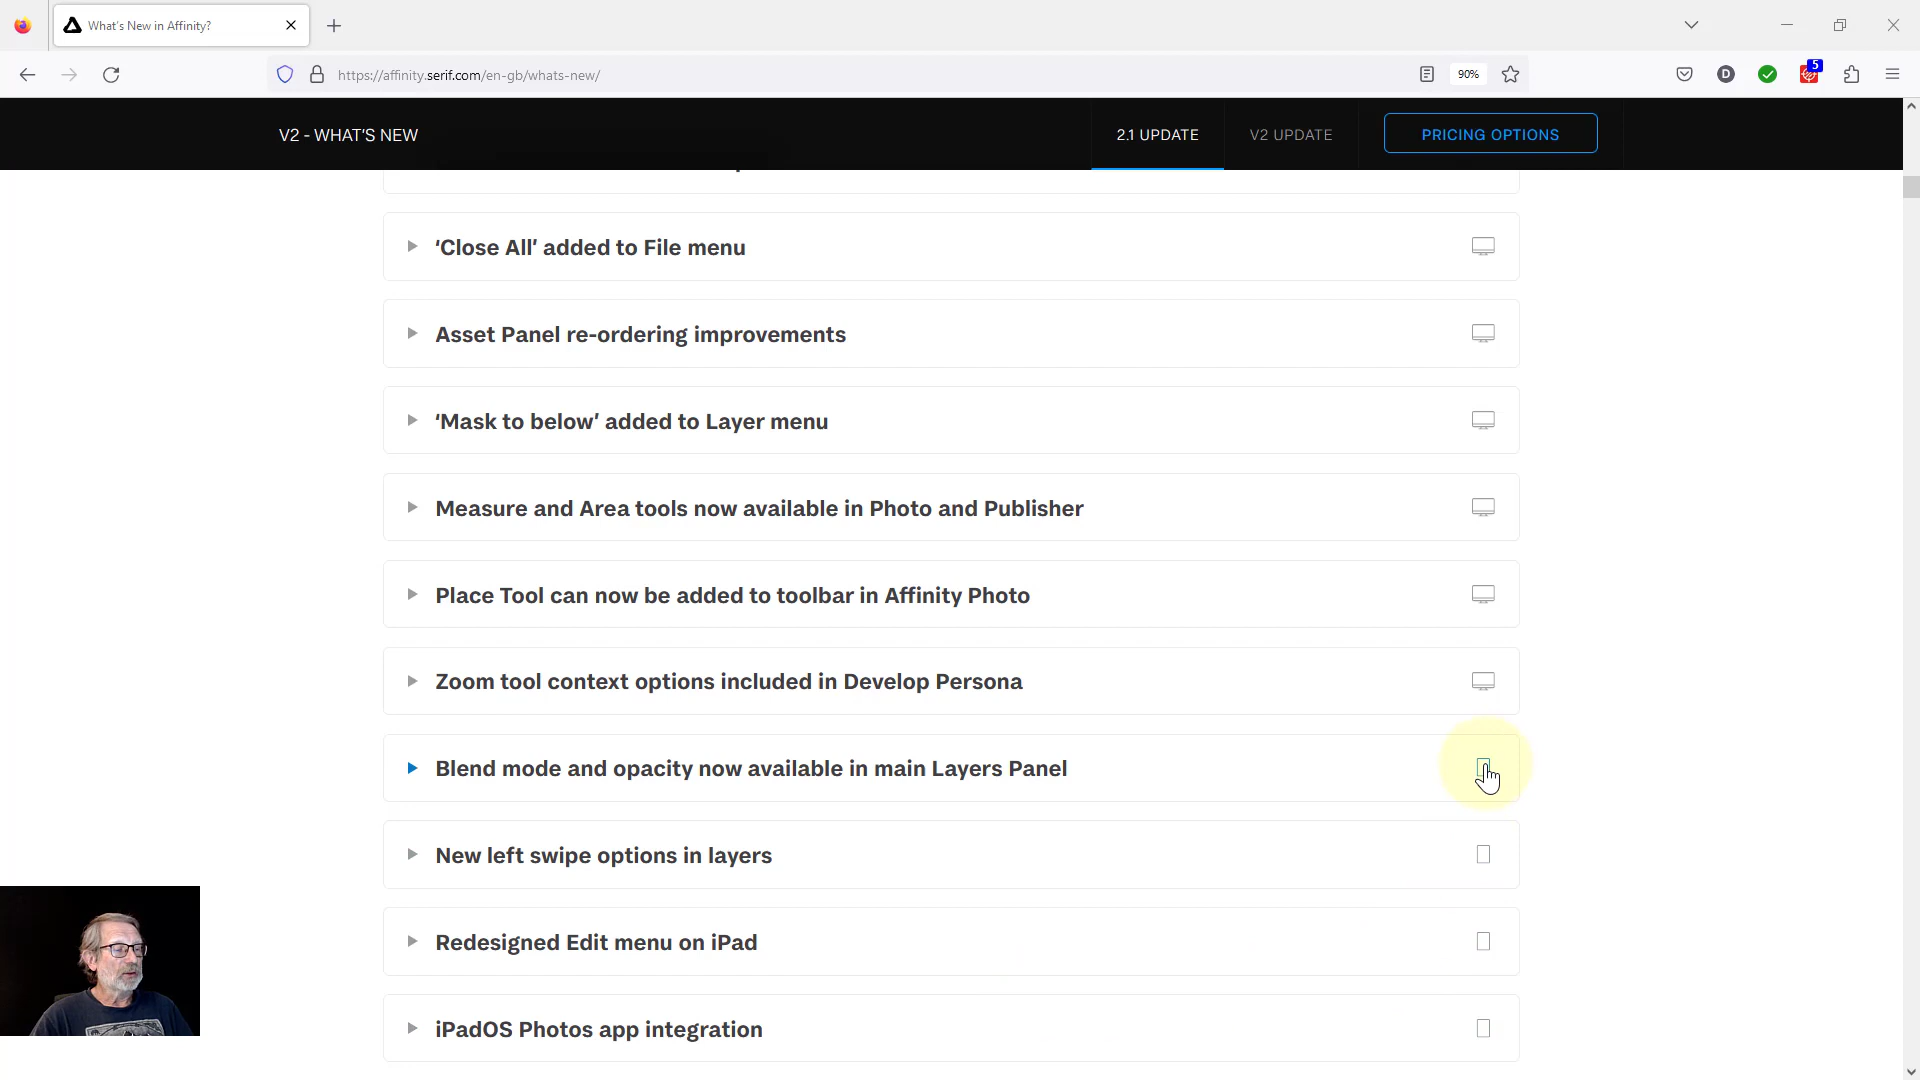 What's New in Affinity?
https://affinity.serif.com/en-gb/whats-new/
90%
D
5
V2 - WHAT'S NEW
2.1 UPDATE
V2 UPDATE
PRICING OPTIONS
‘Close All’ added to File menu
Asset Panel re-ordering improvements
‘Mask to below’ added to Layer menu
Measure and Area tools now available in Photo and Publisher
Place Tool can now be added to toolbar in Affinity Photo
Zoom tool context options included in Develop Persona
Blend mode and opacity now available in main Layers Panel
New left swipe options in layers
Redesigned Edit menu on iPad
iPadOS Photos app integration